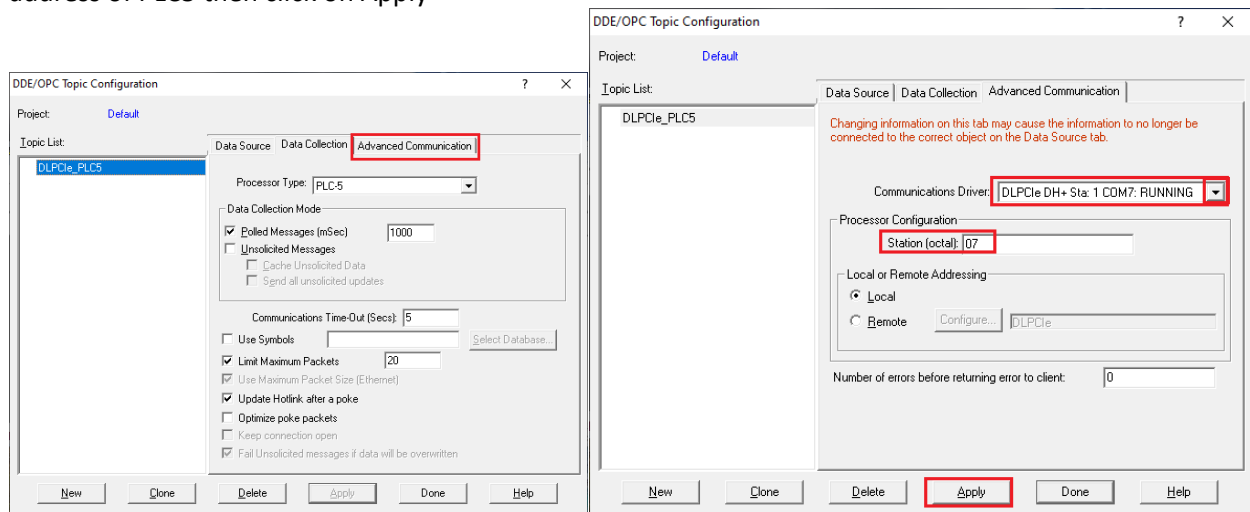 address of PLC5 then click on Apply
DDE/OPC Topic Configuration ? ×
Project: Default
Topic List:
DLPCIe_PLC5
Data Source Data Collection Advanced Communication
Processor Type: PLC-5
Data Collection Mode
Polled Messages (mSec) 1000
Unsolicited Messages
Cache Unsolicited Data
Send all unsolicited updates
Communications Time-Out (Secs): 5
Use Symbols Select Database...
Limit Maximum Packets 20
Use Maximum Packet Size (Ethernet)
Update Hotlink after a poke
Optimize poke packets
Keep connection open
Fail Unsolicited messages if data will be overwritten
New Clone Delete Apply Done Help
DDE/OPC Topic Configuration ? ×
Project: Default
Topic List:
DLPCIe_PLC5
Data Source Data Collection Advanced Communication
Changing information on this tab may cause the information to no longer be
connected to the correct object on the Data Source tab.
Communications Driver: DLPCIe DH+ Sta: 1 COM7: RUNNING
Processor Configuration
Station (octal): 07
Local or Remote Addressing
Local
Remote Configure... DLPCIe
Number of errors before returning error to client: 0
New Clone Delete Apply Done Help